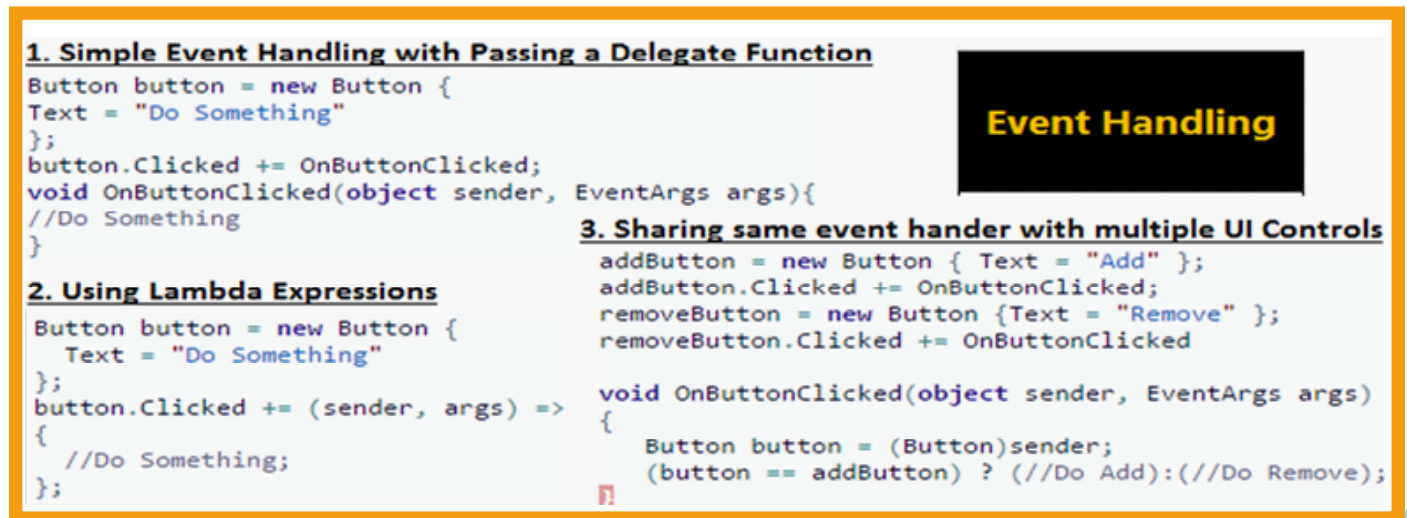 1. Simple Event Handling with Passing a Delegate Function
Button button = new Button {
Text = "Do Something"
};
button.Clicked += OnButtonClicked;
void OnButtonClicked(object sender, EventArgs args){
//Do Something
}
2. Using Lambda Expressions
Button button = new Button {
Text = "Do Something"
};
button.Clicked += (sender, args) =>
{
//Do Something;
};
Event Handling
3. Sharing same event hander with multiple UI Controls
addButton = new Button { Text = "Add" };
addButton.Clicked += OnButtonClicked;
removeButton = new Button {Text = "Remove" };
removeButton.Clicked += OnButtonClicked
void OnButtonClicked(object sender, EventArgs args)
{
Button button = (Button)sender;
(button == addButton) ? (//Do Add):(//Do Remove);
}